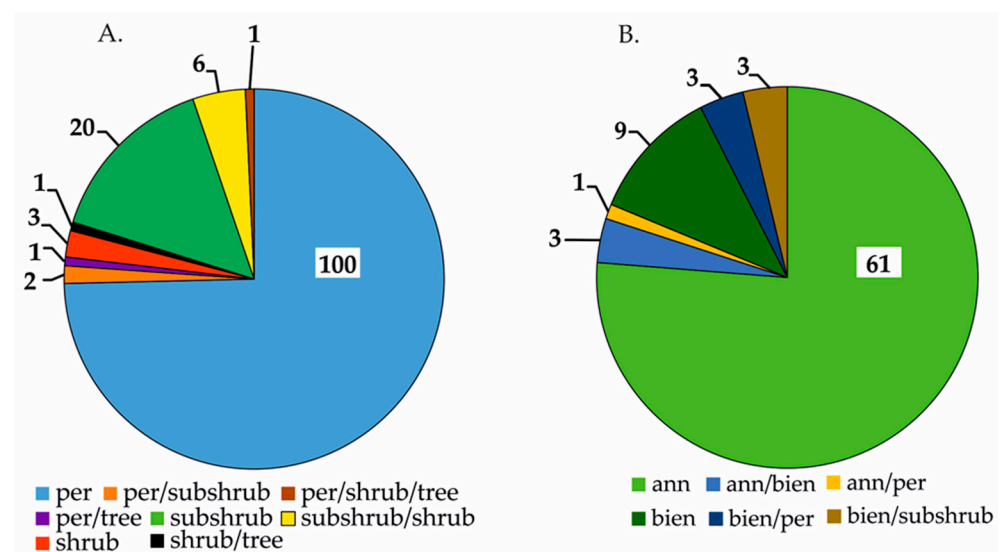 A.
1
6
20
1
3
1
2
100
per per/subshrub per/shrub/tree
per/tree subshrub subshrub/shrub
shrub shrub/tree
B.
3
3
9
1
3
61
ann ann/bien ann/per
bien bien/per bien/subshrub